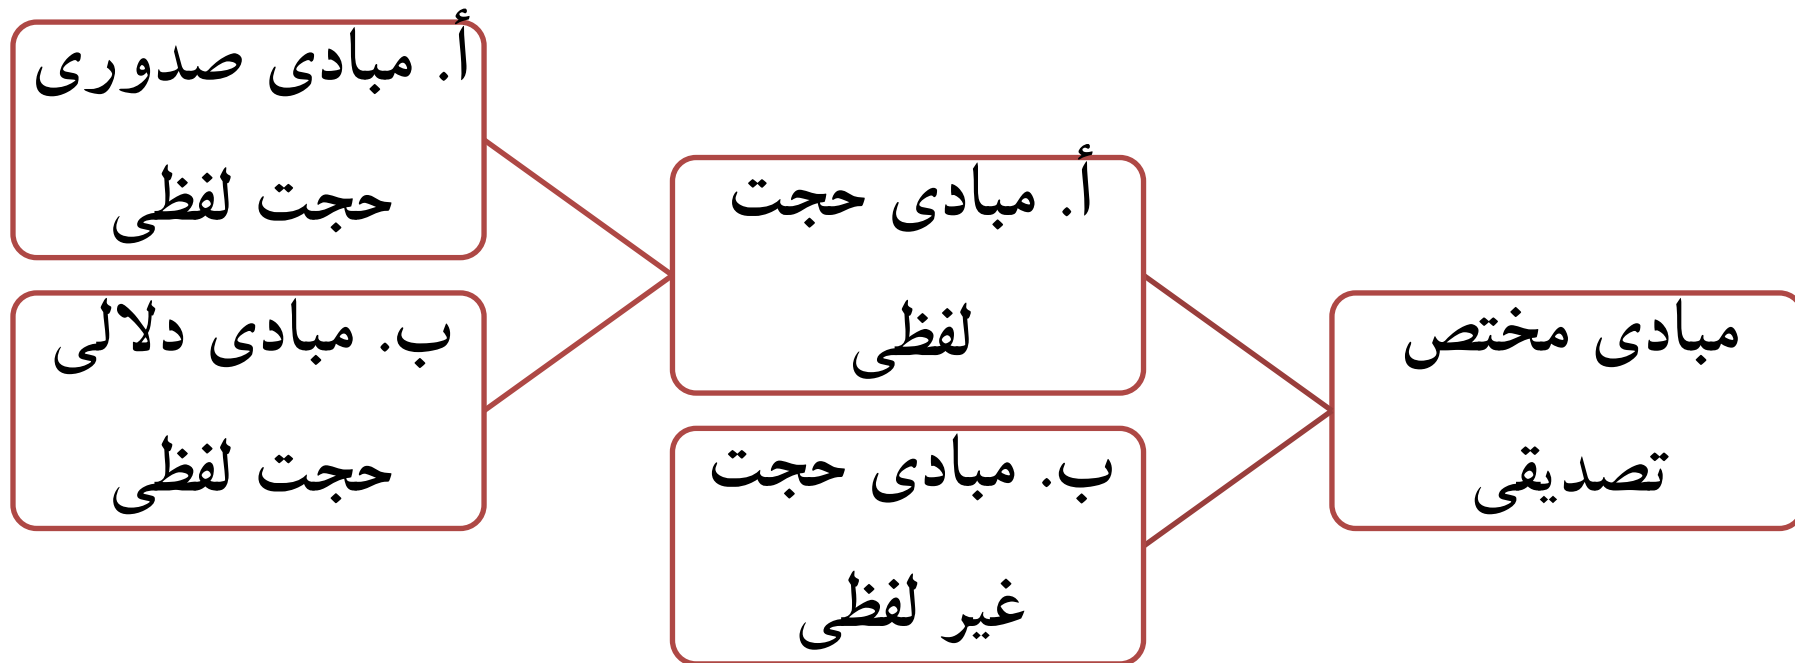 مبادی مختص
تصدیقی
أ. مبادی حجت
لفظی
ب. مبادی حجت
غیر لفظی
أ. مبادی صدوری
حجت لفظی
ب. مبادی دلالی
حجت لفظی